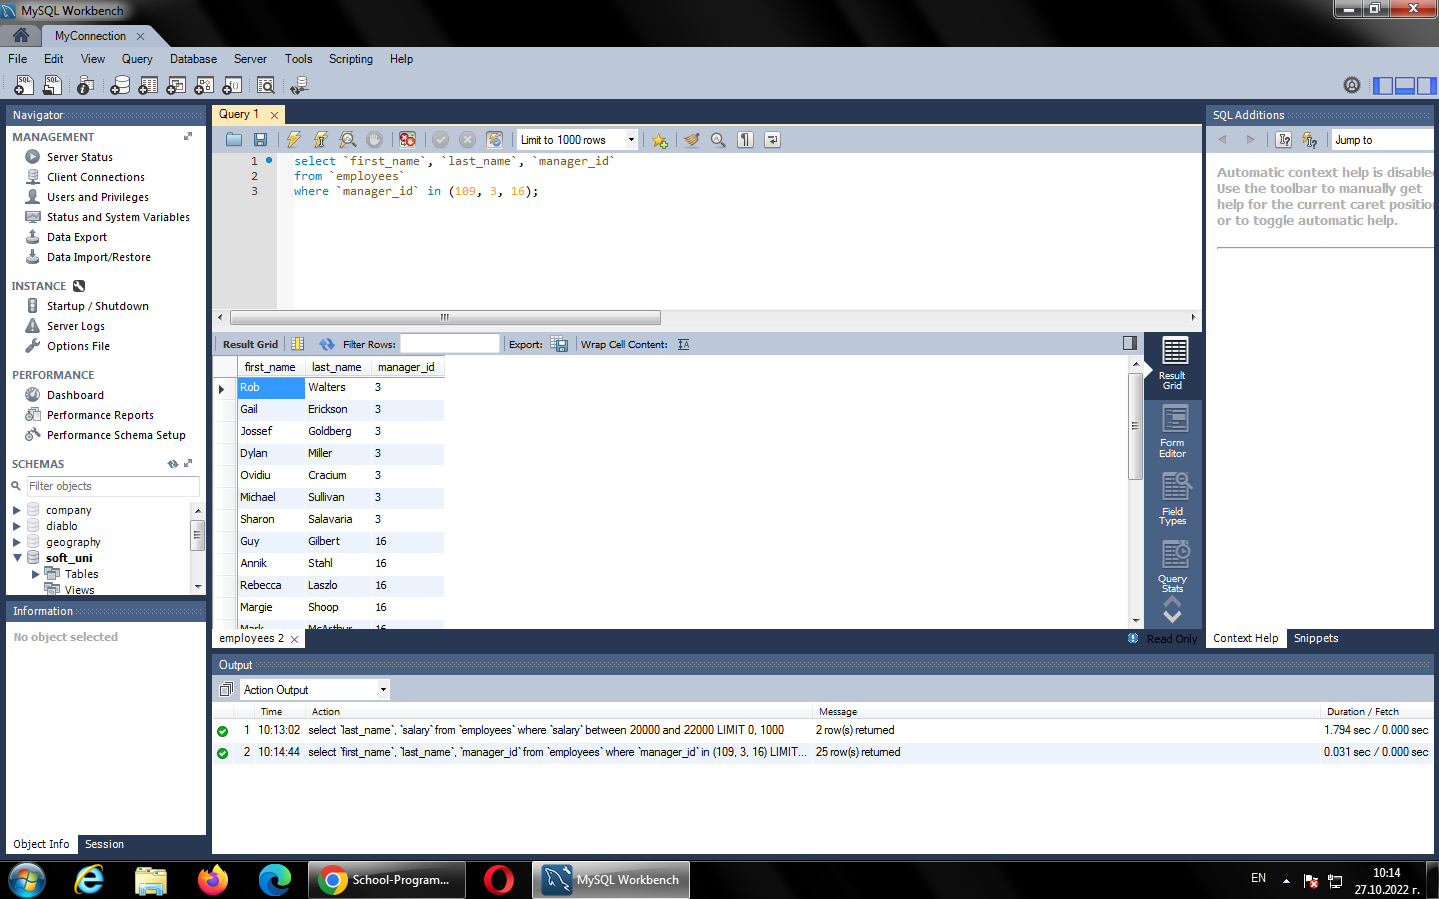 MySQL Workbench
MyConnection
File Edit View Query Database Server Tools Scripting Help
Navigator
MANAGEMENT
Server Status
Client Connections
Users and Privileges
Status and System Variables
Data Export
Data Import/Restore
INSTANCE
Startup / Shutdown
Server Logs
Options File
PERFORMANCE
Dashboard
Performance Reports
Performance Schema Setup
SCHEMAS
Filter objects
company
diablo
geography
soft_uni
Tables
Views
Information
No object selected
Object Info Session
Query 1
Limit to 1000 rows
1 select `first_name`, `last_name`, `manager_id`
2 from `employees`
3 where `manager_id` in (109, 3, 16);
Result Grid Filter Rows: Export: Wrap Cell Content:
first_name last_name manager_id
Rob Walters 3
Gail Erickson 3
Jossef Goldberg 3
Dylan Miller 3
Ovidiu Cracium 3
Michael Sullivan 3
Sharon Salavaria 3
Guy Gilbert 16
Annik Stahl 16
Rebecca Laszlo 16
Margie Shoop 16
Mark McArthur 16
Result
Grid
Form
Editor
Field
Types
Query
Stats
employees 2
Read Only
SQL Additions
Jump to
Automatic context help is disabled
Use the toolbar to manually get
help for the current caret position
or to toggle automatic help.
Context Help Snippets
Output
Action Output
Time Action Message Duration / Fetch
1 10:13:02 select `last_name`, `salary` from `employees` where `salary` between 20000 and 22000 LIMIT 0, 1000 2 row(s) returned 1.794 sec / 0.000 sec
2 10:14:44 select `first_name`, `last_name`, `manager_id` from `employees` where `manager_id` in (109, 3, 16) LIMIT... 25 row(s) returned 0.031 sec / 0.000 sec
School-Program...
MySQL Workbench
EN
10:14
27.10.2022 г.